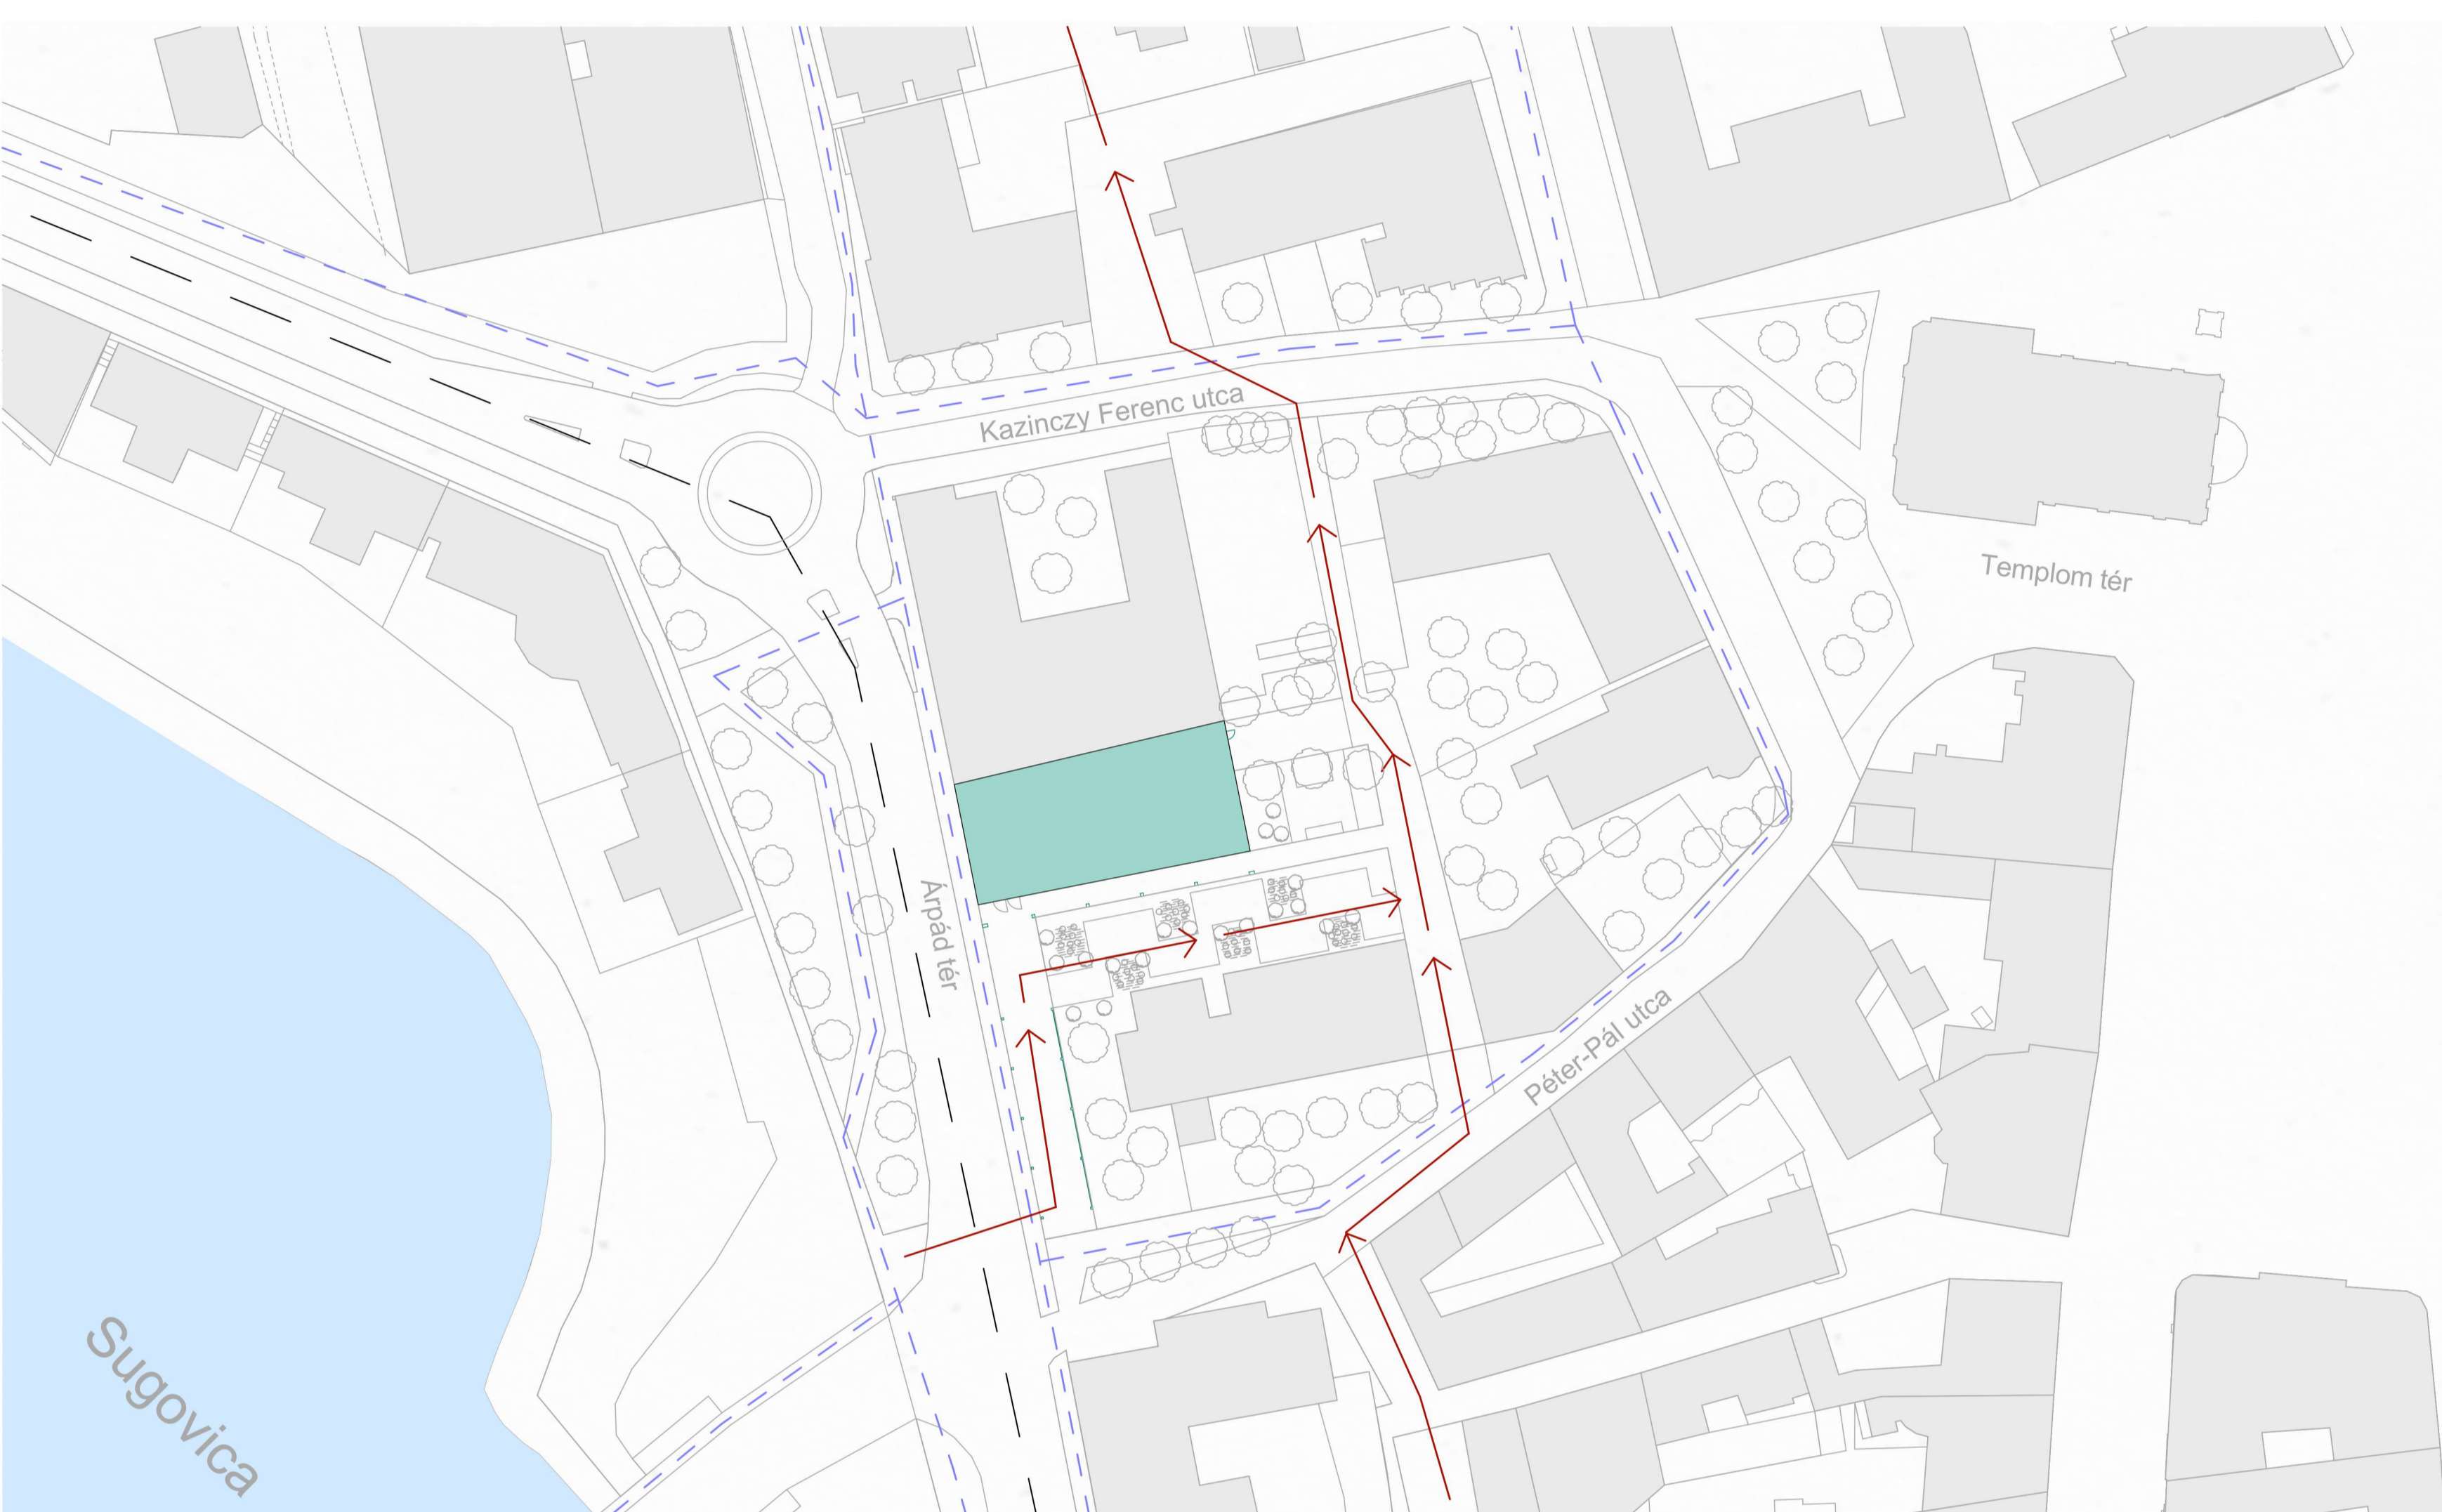 Kazinczy Ferenc utca
Templom tér
Árpád tér
Péter-Pál utca
Sugovica